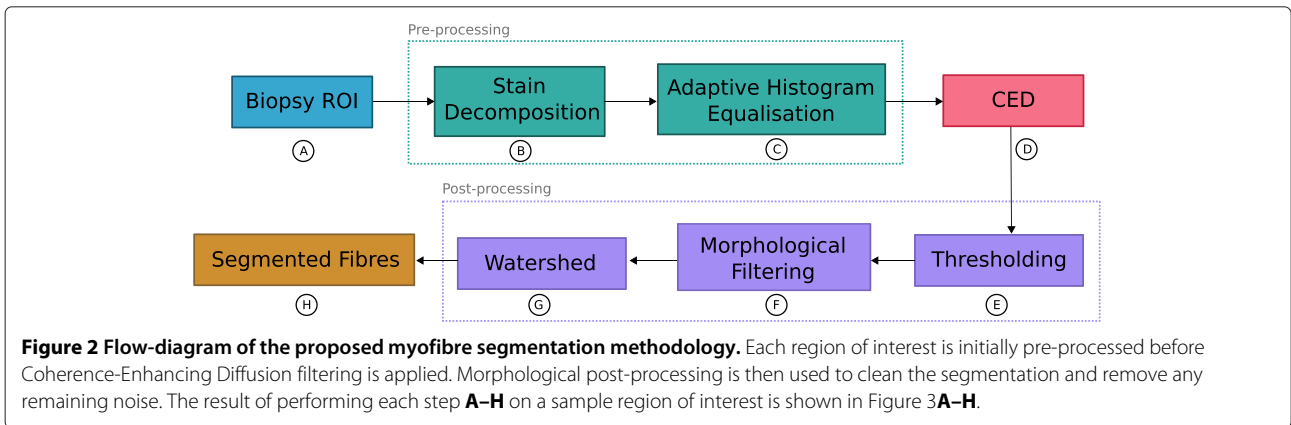 Pre-processing
Biopsy ROI
Stain
Decomposition
Adaptive Histogram
Equalisation
CED
A
B
C
D
Post-processing
Segmented Fibres
Watershed
Morphological
Filtering
Thresholding
H
G
F
E
Figure 2 Flow-diagram of the proposed myofibre segmentation methodology. Each region of interest is initially pre-processed before
Coherence-Enhancing Diffusion filtering is applied. Morphological post-processing is then used to clean the segmentation and remove any
remaining noise. The result of performing each step A–H on a sample region of interest is shown in Figure 3A–H.